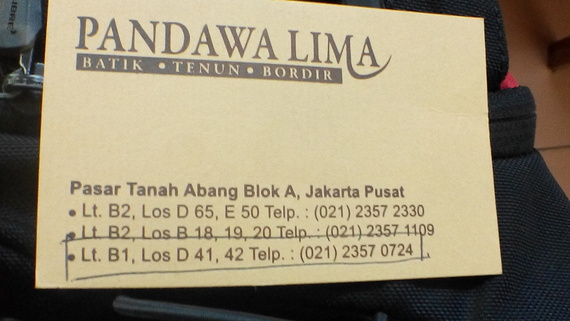 PANDAWA LIMA
BATIK • TENUN • BORDIR
Pasar Tanah Abang Blok A, Jakarta Pusat
• Lt. B2, Los D 65, E 50 Telp. : (021) 2357 2330
• Lt. B2, Los B 18, 19, 20 Telp. : (021) 2357 1109
• Lt. B1, Los D 41, 42 Telp. : (021) 2357 0724